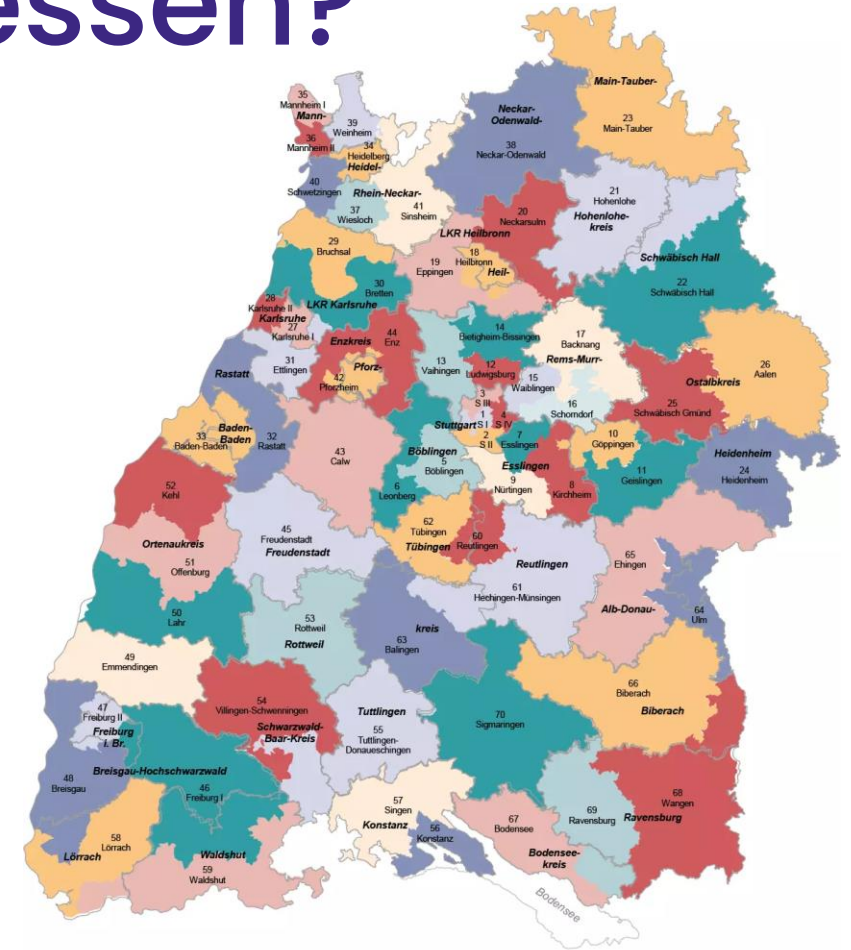 essen?
35
Mannheim I
Mann-
36
Mannheim II
39
Weinheim
34
Heidelberg
Heidel-
40
Schwetzingen
Rhein-Neckar-
37
Wiesloch
41
Sinsheim
Neckar-
Odenwald-
38
Neckar-Odenwald
Main-Tauber-
23
Main-Tauber
21
Hohenlohe
Hohenlohe-
kreis
20
Neckarsulm
LKR Heilbronn
18
Heilbronn
Heil-
19
Eppingen
29
Bruchsal
30
Bretten
LKR Karlsruhe
28
Karlsruhe II
Karlsruhe
27
Karlsruhe I
Schwäbisch Hall
22
Schwäbisch Hall
44
Enz
Enzkreis
Pforz-
42
Pforzheim
31
Ettlingen
Rastatt
13
Vaihingen
14
Bietigheim-Bissingen
12
Ludwigsburg
17
Backnang
Rems-Murr-
15
Waiblingen
16
Schorndorf
26
Aalen
Ostalbkreis
25
Schwäbisch Gmünd
3
S III
1
S I
4
S IV
Stuttgart
2
S II
7
Esslingen
Esslingen
10
Göppingen
11
Geislingen
Heidenheim
24
Heidenheim
33
Baden-Baden
Baden-
Baden
32
Rastatt
43
Calw
Böblingen
5
Böblingen
6
Leonberg
9
Nürtingen
8
Kirchheim
52
Kehl
62
Tübingen
Tübingen
60
Reutlingen
45
Freudenstadt
Freudenstadt
Ortenaukreis
51
Offenburg
Reutlingen
61
Hechingen-Münsingen
65
Ehingen
Alb-Donau-
64
Ulm
50
Lahr
53
Rottweil
Rottweil
kreis
63
Balingen
49
Emmendingen
54
Villingen-Schwenningen
Schwarzwald-
Baar-Kreis
Tuttlingen
55
Tuttlingen-
Donaueschingen
70
Sigmaringen
66
Biberach
Biberach
47
Freiburg II
Freiburg
i. Br.
48
Breisgau
Breisgau-Hochschwarzwald
46
Freiburg I
58
Lörrach
Lörrach
Waldshut
59
Waldshut
57
Singen
Konstanz
56
Konstanz
67
Bodensee
Bodensee-
kreis
69
Ravensburg
Ravensburg
68
Wangen
Bodensee